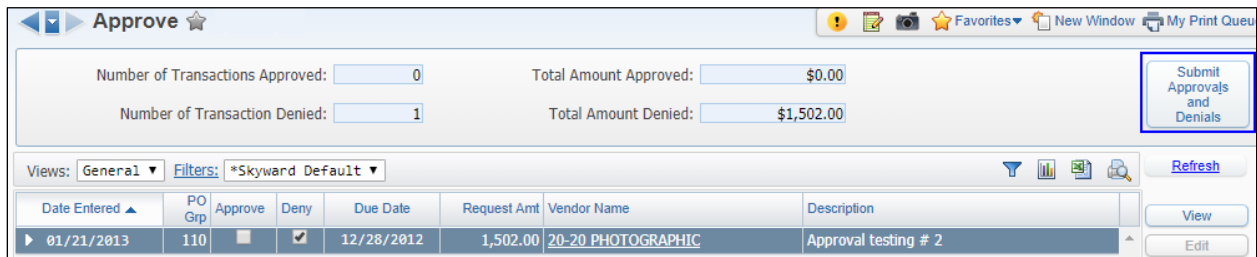 Approve
Favorites New Window My Print Queu
Number of Transactions Approved: 0 Total Amount Approved: $0.00
Number of Transaction Denied: 1 Total Amount Denied: $1,502.00
Submit
Approvals
and
Denials
Views: General Filters: *Skyward Default
Refresh
Date Entered PO Grp Approve Deny Due Date Request Amt Vendor Name Description
View
01/21/2013 110 12/28/2012 1,502.00 20-20 PHOTOGRAPHIC Approval testing # 2
Edit